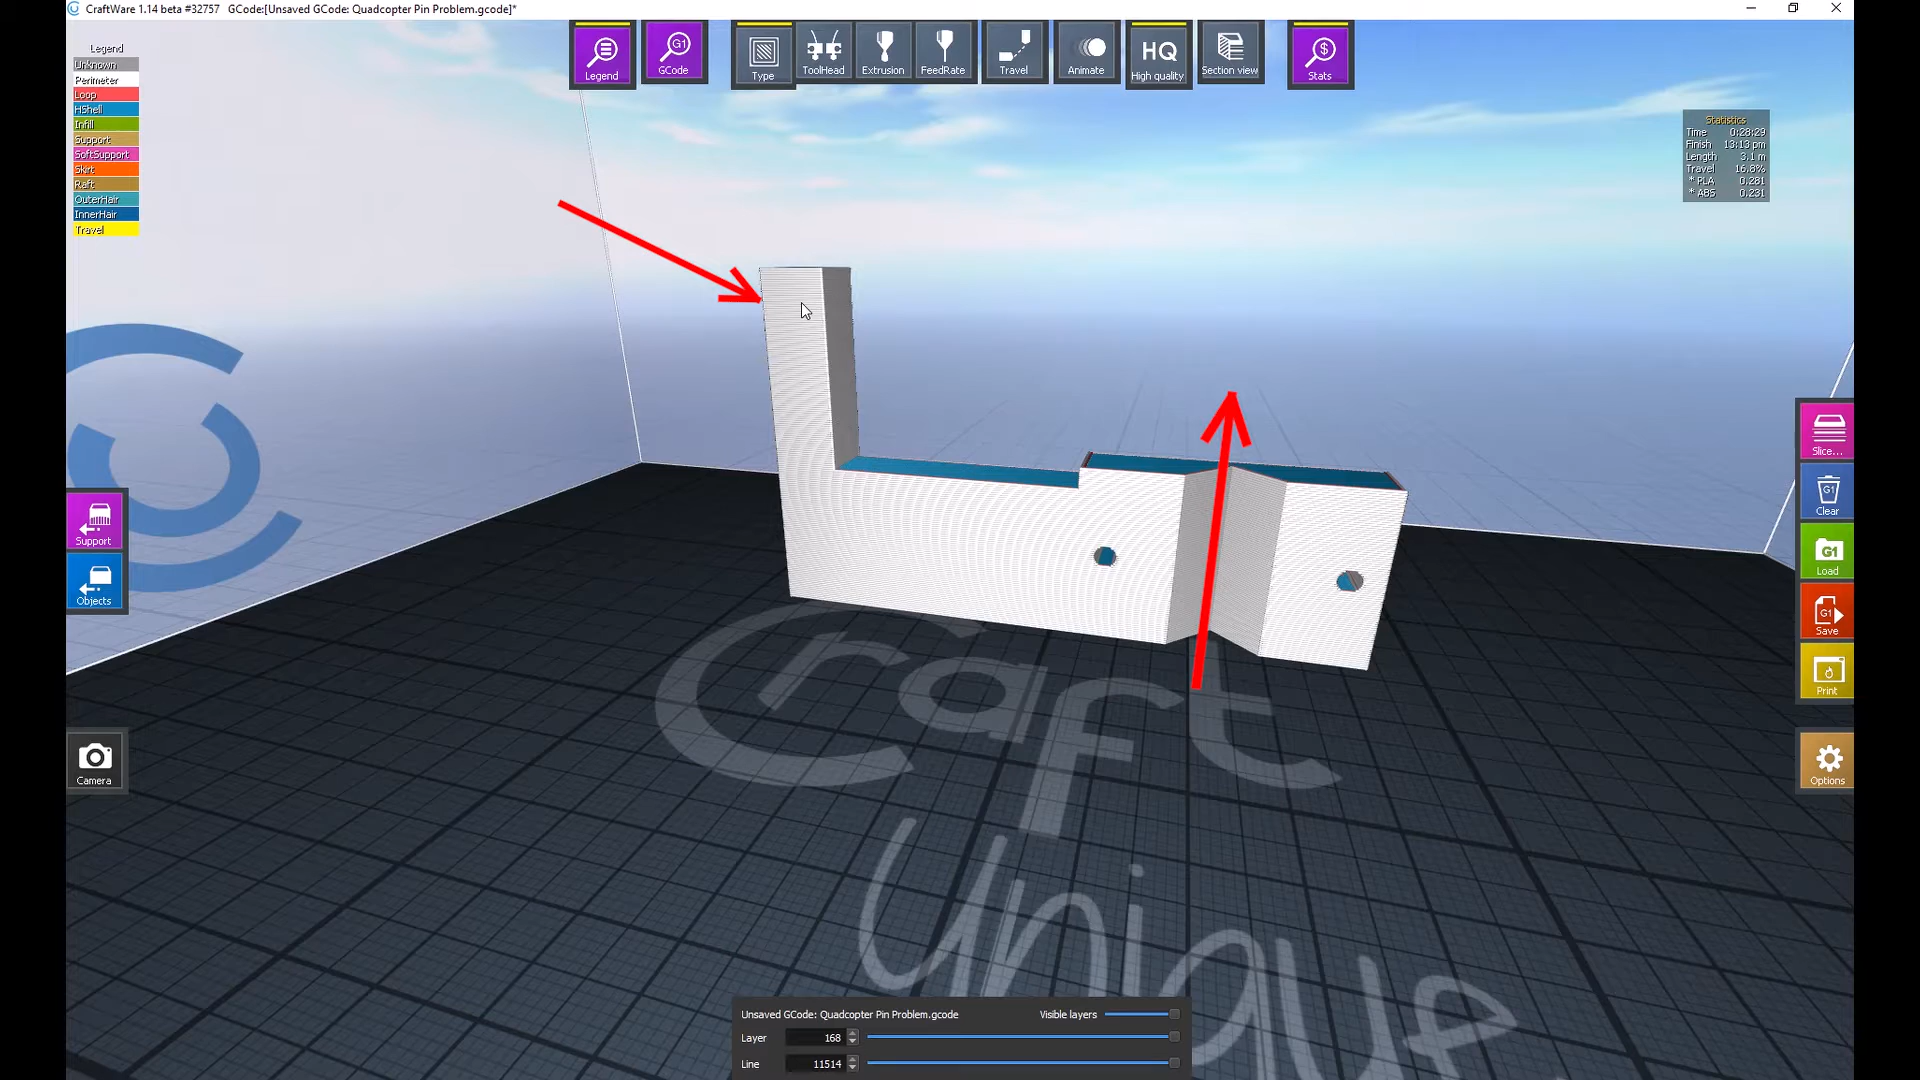 CraftWare 1.14 beta #32757   GCode:[Unsaved GCode: Quadcopter Pin Problem.gcode]*
Legend
Unknown
Perimeter
Loop
HShell
Infill
Support
SoftSupport
Skirt
Raft
OuterHair
InnerHair
Travel
Legend
G1
GCode
Type
ToolHead
Extrusion
FeedRate
Travel
Animate
HQ
High quality
Section view
$
Stats
Statistics
Time 0:28:29
Finish 13:13 pm
Length 3.1 m
Travel 16.8%
* PLA 0.281
* ABS 0.231
Support
Objects
Camera
Slice...
G1
Clear
G1
Load
G1
Save
Print
Options
Craft
Unique
Unsaved GCode: Quadcopter Pin Problem.gcode   Visible layers
Layer 168
Line 11514